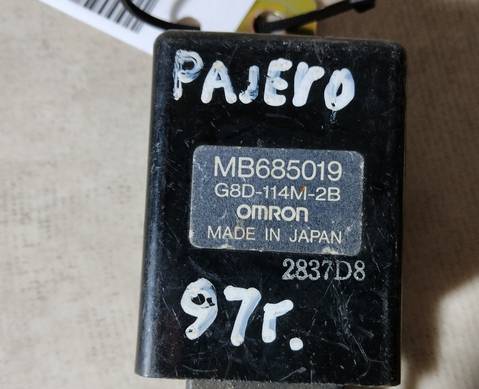 PAJERO
MB685019
G8D-114M-2B
OMRON
MADE IN JAPAN
2837D8
97г.